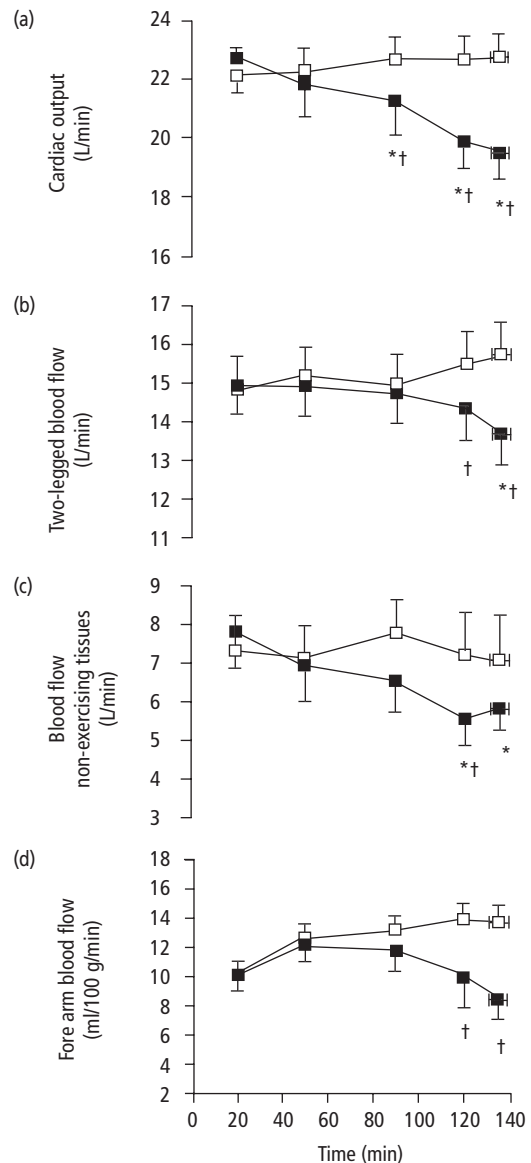 (a)
Cardiac output
(L/min)
24
22
20
18
16
*†
*†
*†
(b)
Two-legged blood flow
(L/min)
17
16
15
14
13
12
11
†
*†
(c)
Blood flow
non-exercising tissues
(L/min)
9
8
7
6
5
4
3
*†
*
(d)
Fore arm blood flow
(ml/100 g/min)
18
16
14
12
10
8
6
4
2
†
†
0 20 40 60 80 100 120 140
Time (min)